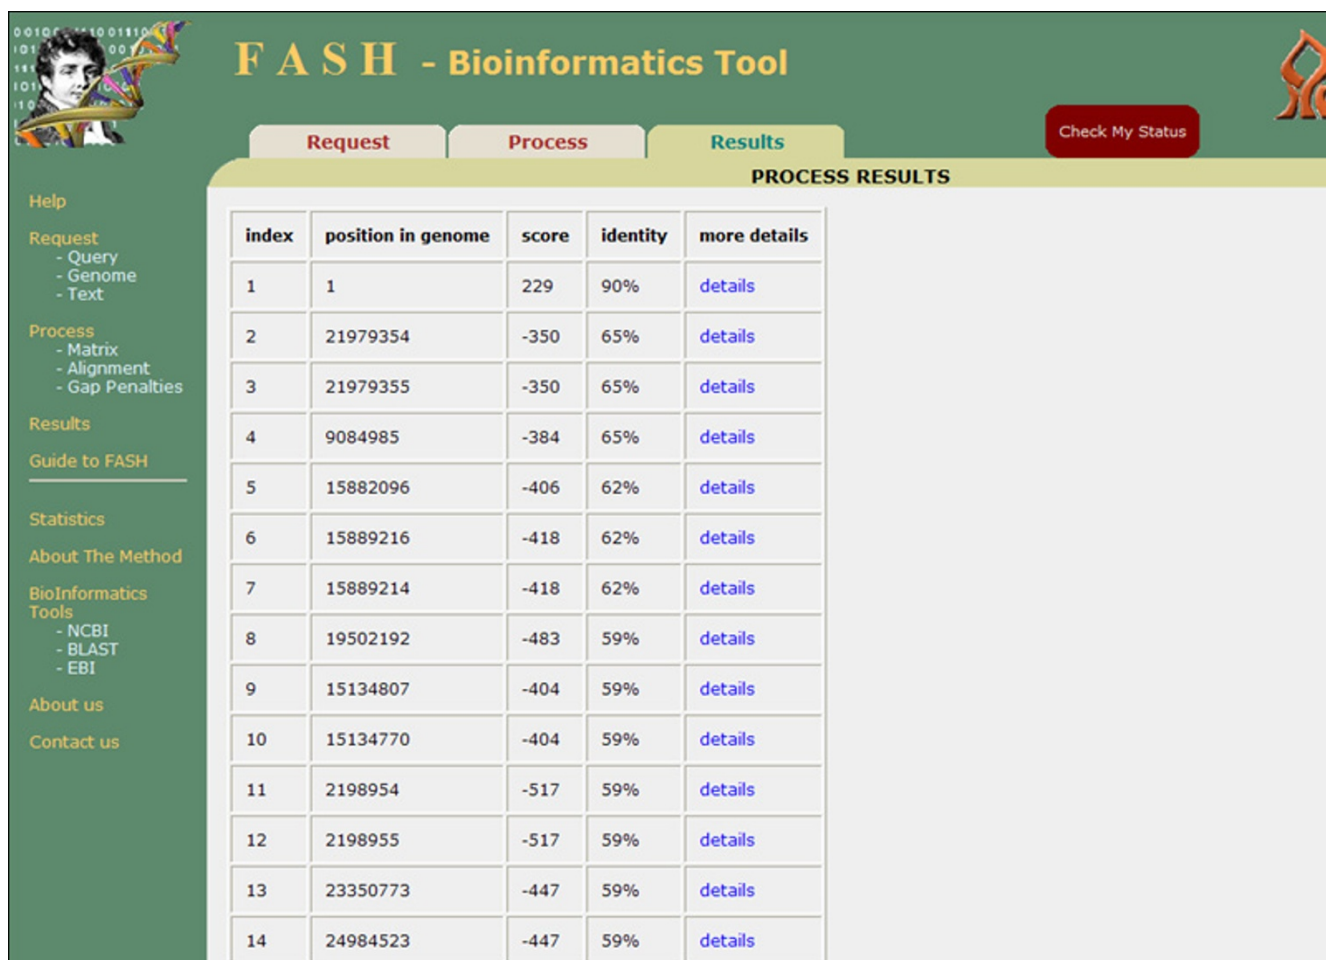 F A S H - Bioinformatics Tool
Request Process Results
Check My Status
PROCESS RESULTS
Help
Request
- Query
- Genome
- Text
Process
- Matrix
- Alignment
- Gap Penalties
Results
Guide to FASH
Statistics
About The Method
BioInformatics
Tools
- NCBI
- BLAST
- EBI
About us
Contact us
index position in genome score identity more details
1 1 229 90% details
2 21979354 -350 65% details
3 21979355 -350 65% details
4 9084985 -384 65% details
5 15882096 -406 62% details
6 15889216 -418 62% details
7 15889214 -418 62% details
8 19502192 -483 59% details
9 15134807 -404 59% details
10 15134770 -404 59% details
11 2198954 -517 59% details
12 2198955 -517 59% details
13 23350773 -447 59% details
14 24984523 -447 59% details